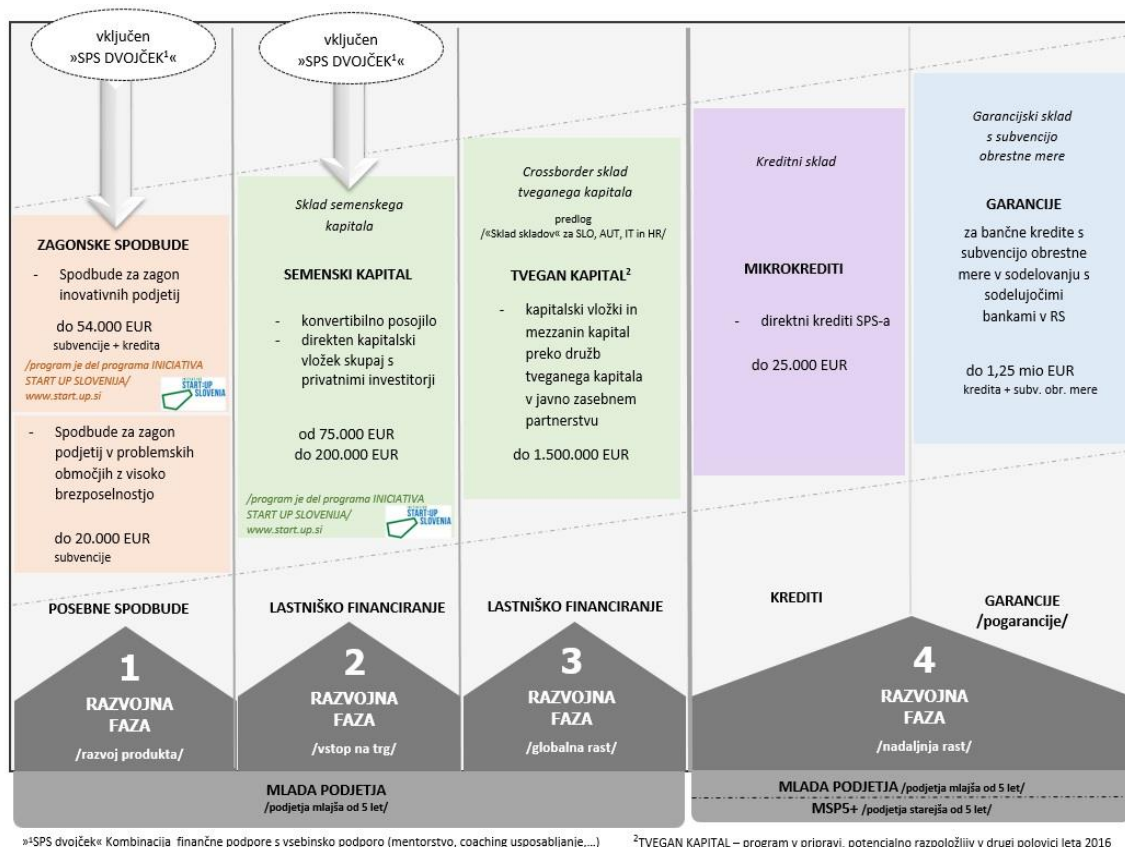 vključen
»SPS DVOJČEK¹«
vključen
»SPS DVOJČEK¹«
ZAGONSKE SPODBUDE
- Spodbude za zagon
inovativnih podjetij
do 54.000 EUR
subvencije + kredita
/program je del programa INICIATIVA
START UP SLOVENIJA/
www.start.up.si
START:UP
SLOVENIA
- Spodbude za zagon
podjetij v problemskih
območjih z visoko
brezposelnostjo
do 20.000 EUR
subvencije
POSEBNE SPODBUDE
1
RAZVOJNA
FAZA
/razvoj produkta/
Sklad semenskega
kapitala
SEMENSKI KAPITAL
- konvertibilno posojilo
- direkten kapitalski
vložek skupaj s
privatnimi investitorji
od 75.000 EUR
do 200.000 EUR
/program je del programa INICIATIVA
START UP SLOVENIJA/
www.start.up.si
START:UP
SLOVENIA
LASTNIŠKO FINANCIRANJE
2
RAZVOJNA
FAZA
/vstop na trg/
Crossborder sklad
tveganega kapitala
predlog
/«Sklad skladov« za SLO, AUT, IT in HR/
TVEGAN KAPITAL²
- kapitalski vložki in
mezzanin kapital
preko družb
tveganega kapitala
v javno zasebnem
partnerstvu
do 1.500.000 EUR
LASTNIŠKO FINANCIRANJE
3
RAZVOJNA
FAZA
/globalna rast/
Kreditni sklad
MIKROKREDITI
- direktni krediti SPS-a
do 25.000 EUR
KREDITI
Garancijski sklad
s subvencijo
obrestne mere
GARANCIJE
za bančne kredite s
subvencijo obrestne
mere v sodelovanju s
sodelujočimi
bankami v RS
do 1,25 mio EUR
kredita + subv. obr. mere
GARANCIJE
/pogarancije/
4
RAZVOJNA
FAZA
/nadaljnja rast/
MLADA PODJETJA
/podjetja mlajša od 5 let/
MLADA PODJETJA /podjetja mlajša od 5 let/
MSP5+ /podjetja starejša od 5 let/
»¹SPS dvojček« Kombinacija finančne podpore s vsebinsko podporo (mentorstvo, coaching usposabljanje,...)
²TVEGAN KAPITAL – program v pripravi, potencialno razpoložljiv v drugi polovici leta 2016